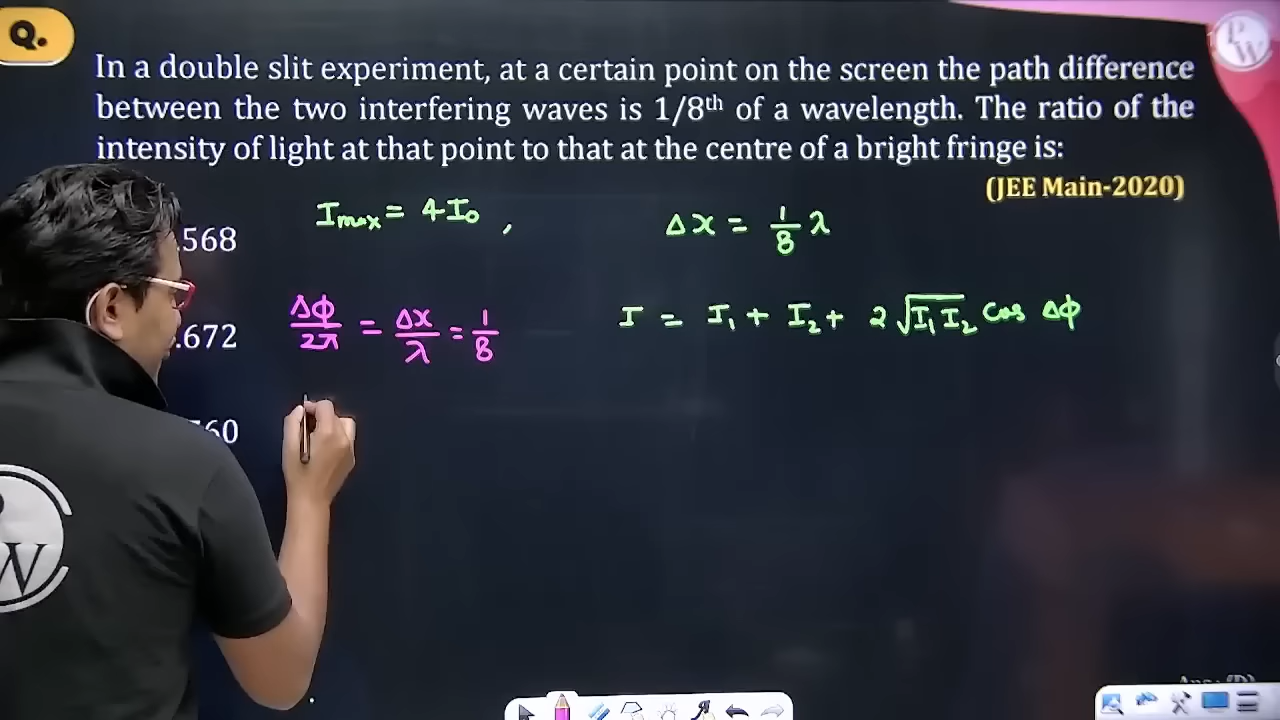 Q.
In a double slit experiment, at a certain point on the screen the path difference
between the two interfering waves is 1/8th of a wavelength. The ratio of the
intensity of light at that point to that at the centre of a bright fringe is:
(JEE Main-2020)
Imax = 4I₀ ,
Δx = 1/8 λ
.568
Δϕ/2π = Δx/λ = 1/8
I = I₁ + I₂ + 2√I₁I₂ Cos Δϕ
.672
60
PW
W